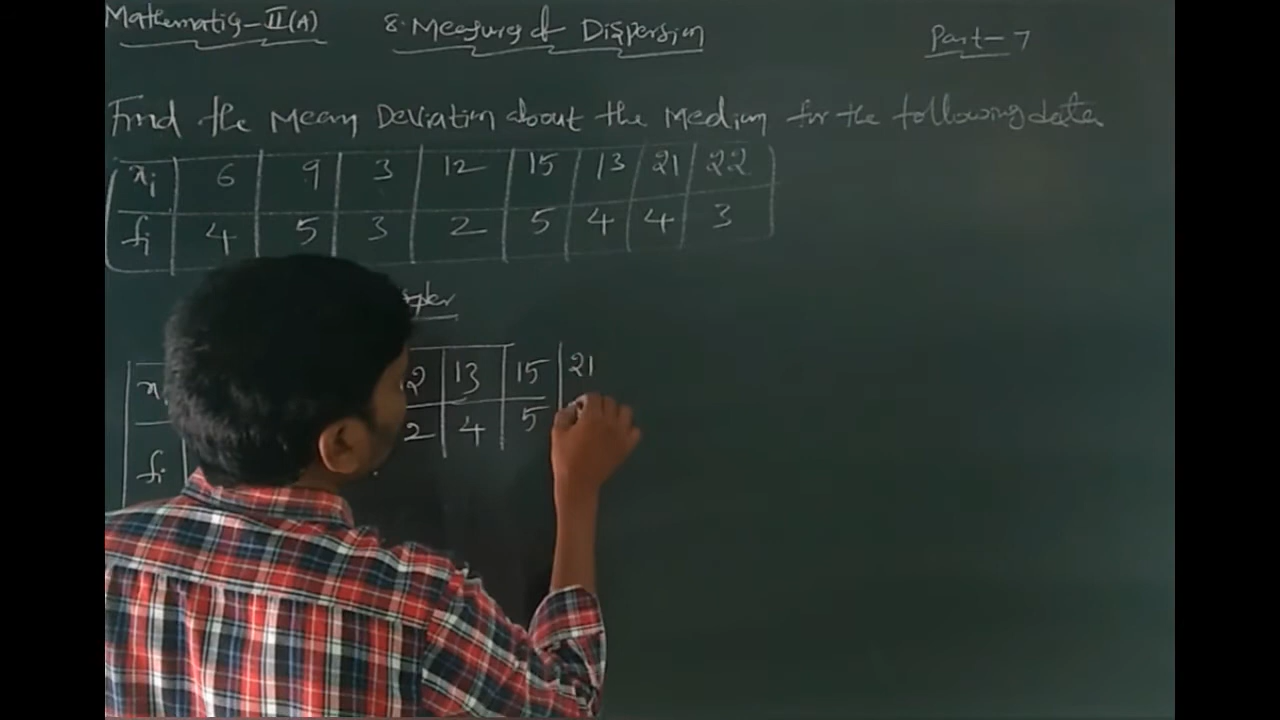 Mathematics-II(A) 8. Measures of Dispersion Part-7
Find the Mean Deviation about the Median for the following data
xi 6 9 3 12 15 13 21 22
fi 4 5 3 2 5 4 4 3
x 2 13 15 21
fi 2 4 5